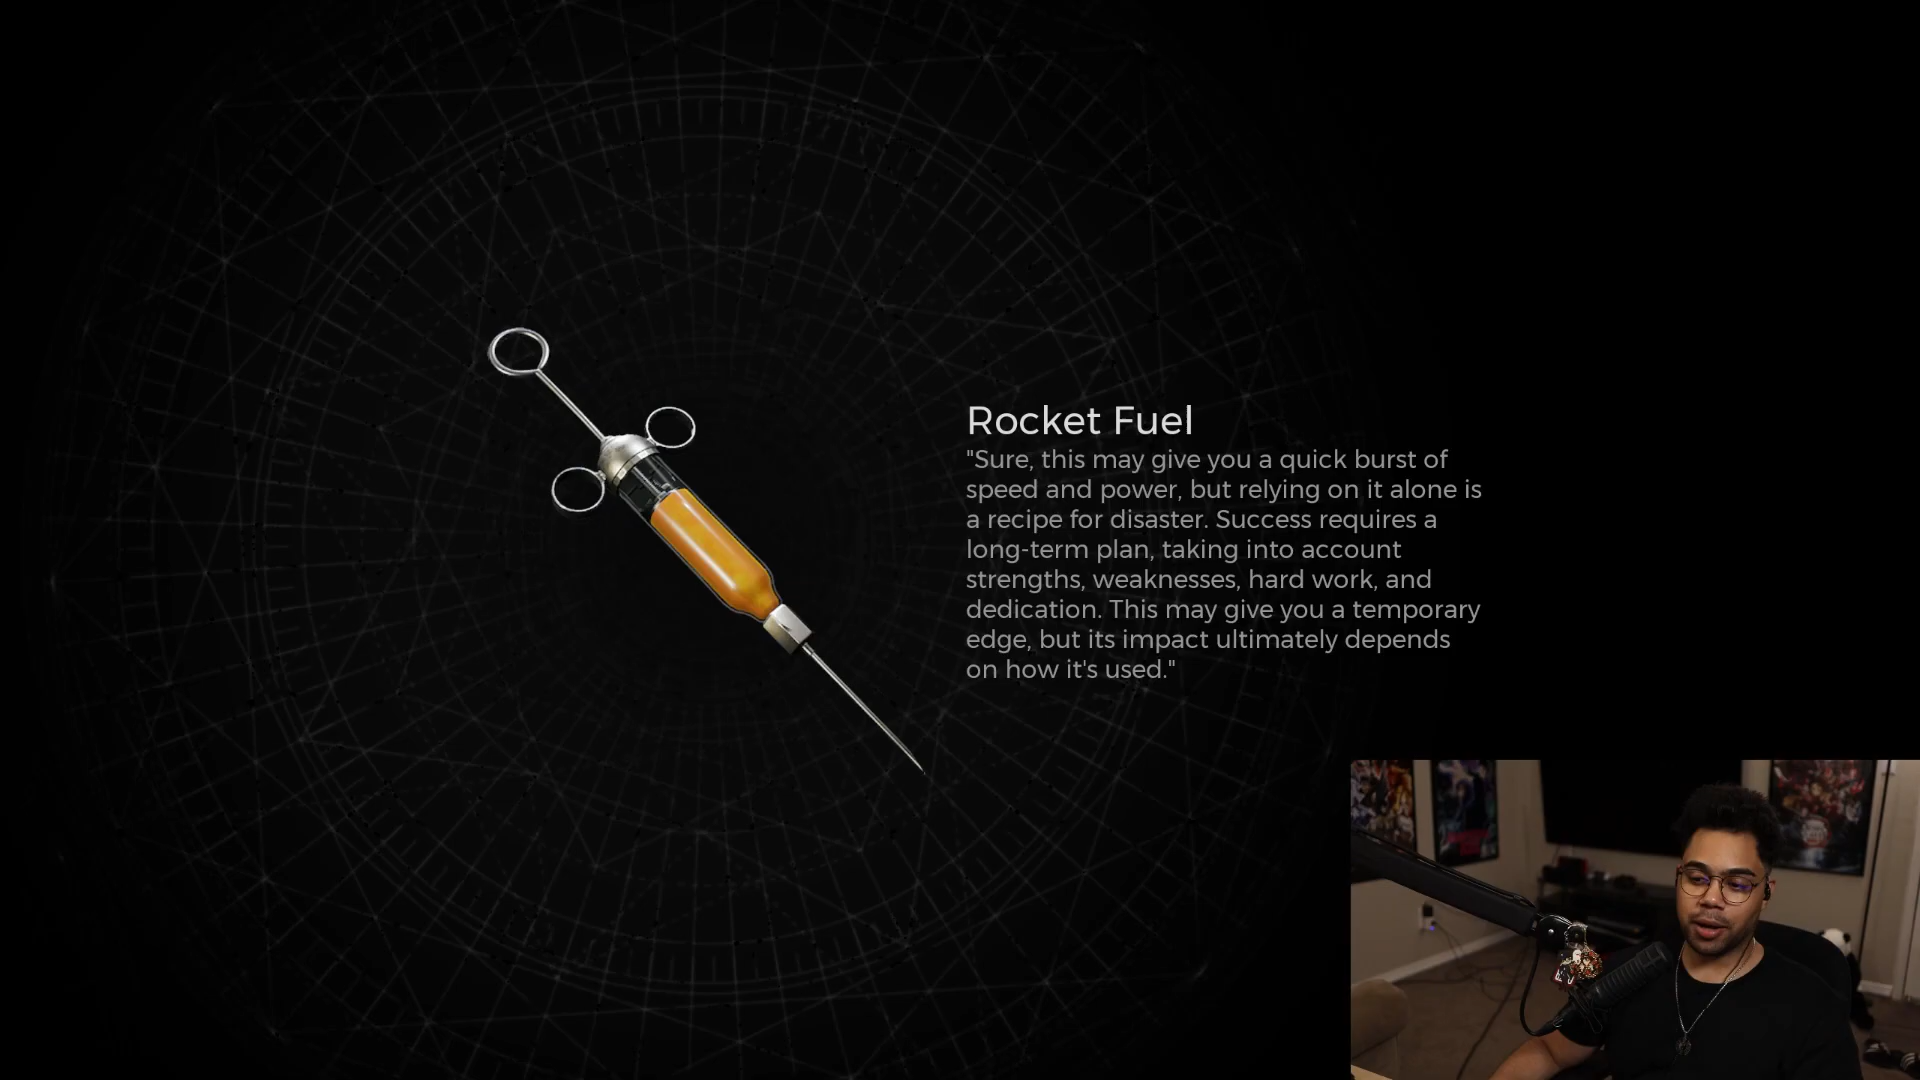 Rocket Fuel
"Sure, this may give you a quick burst of
speed and power, but relying on it alone is
a recipe for disaster. Success requires a
long-term plan, taking into account
strengths, weaknesses, hard work, and
dedication. This may give you a temporary
edge, but its impact ultimately depends
on how it's used."